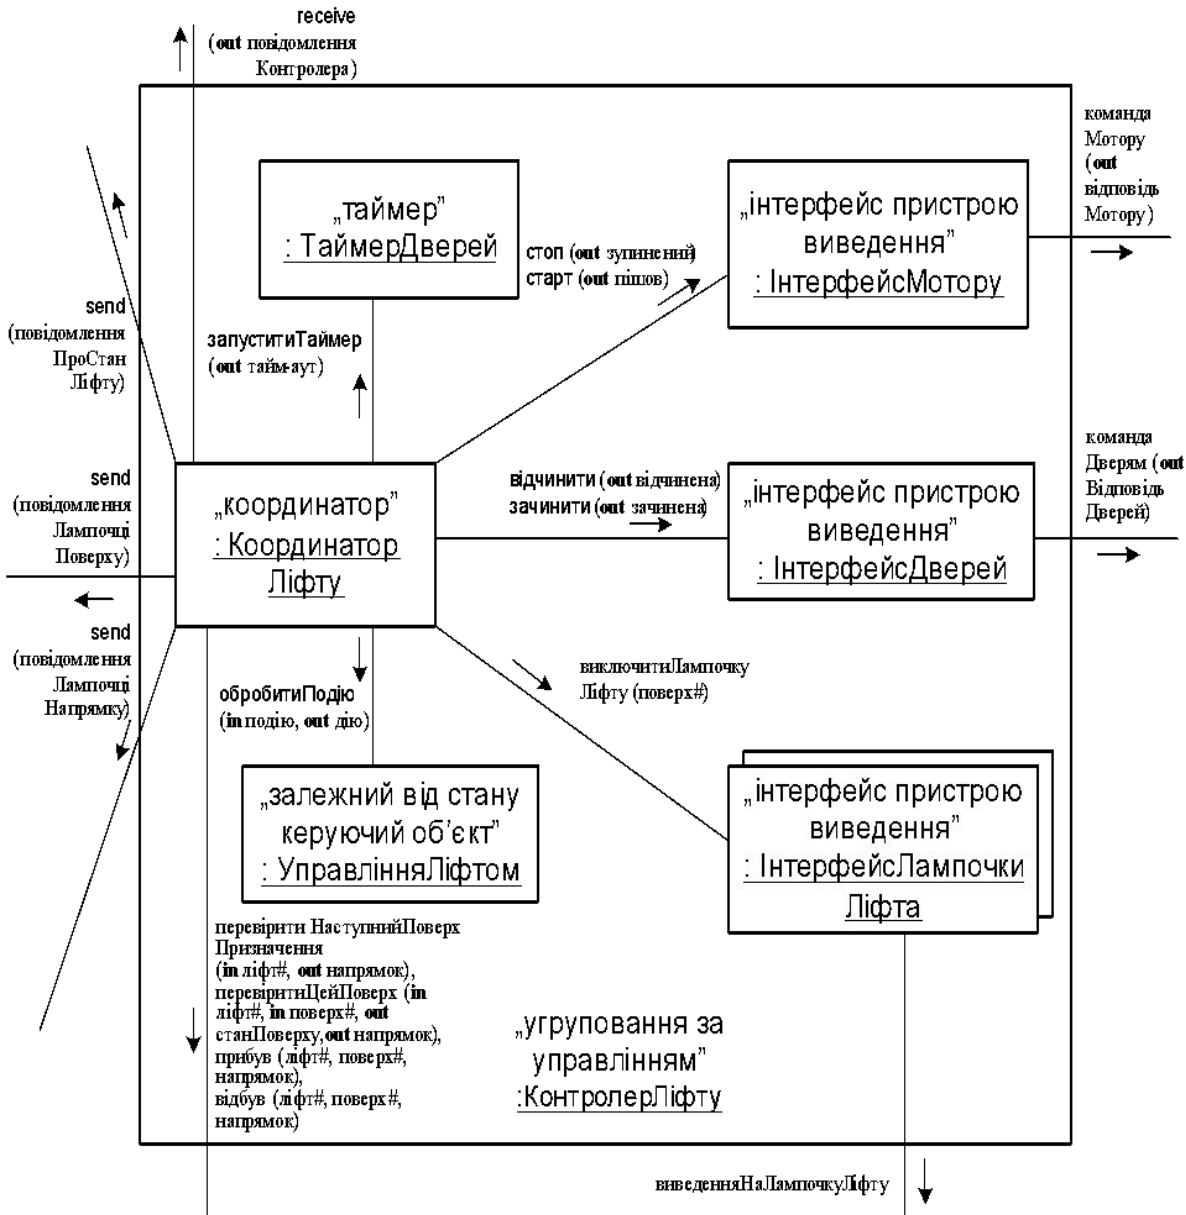 receive
(out повідомлення
Контролера)
команда
Мотору
(out
відповідь
Мотору)
„таймер”
: ТаймерДверей
„інтерфейс пристрою
виведення”
: ІнтерфейсМотору
стоп (out зупинений)
старт (out пішов)
send
(повідомлення
ПроСтан
Ліфту)
запуститиТаймер
(out тайм-аут)
команда
Дверям (out
Відповідь
Дверей)
send
(повідомлення
Лампочці
Поверху)
„координатор”
: Координатор
Ліфту
відчинити (out відчинена)
зачинити (out зачинена)
„інтерфейс пристрою
виведення”
: ІнтерфейсДверей
send
(повідомлення
Лампочці
Напрямку)
обробитиПодію
(in подію, out дію)
виключитиЛампочку
Ліфту (поверх#)
„залежний від стану
керуючий об’єкт”
: УправлінняЛіфтом
„інтерфейс пристрою
виведення”
: ІнтерфейсЛампочки
Ліфта
перевірити НаступнийПоверх
Призначення
(in ліфт#, out напрямок),
перевіритиЦейПоверх (in
ліфт#, in поверх#, out
станПоверху,out напрямок),
прибув (ліфт#, поверх#,
напрямок),
відбув (ліфт#, поверх#,
напрямок)
„угруповання за
управлінням”
:КонтролерЛіфту
виведенняНаЛампочкуЛіфту